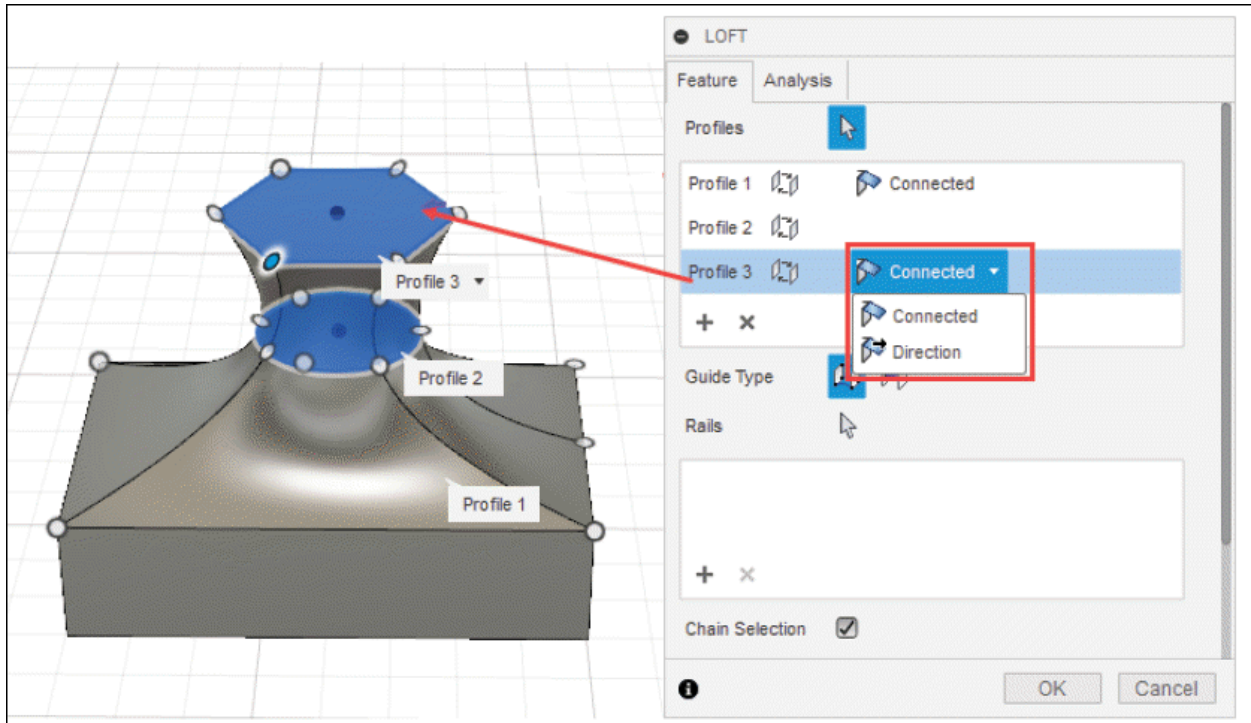 LOFT
Feature Analysis
Profiles
Profile 1 Connected
Profile 2
Profile 3 Connected
Connected
Direction
Guide Type
Rails
Chain Selection
OK Cancel
Profile 3
Profile 2
Profile 1